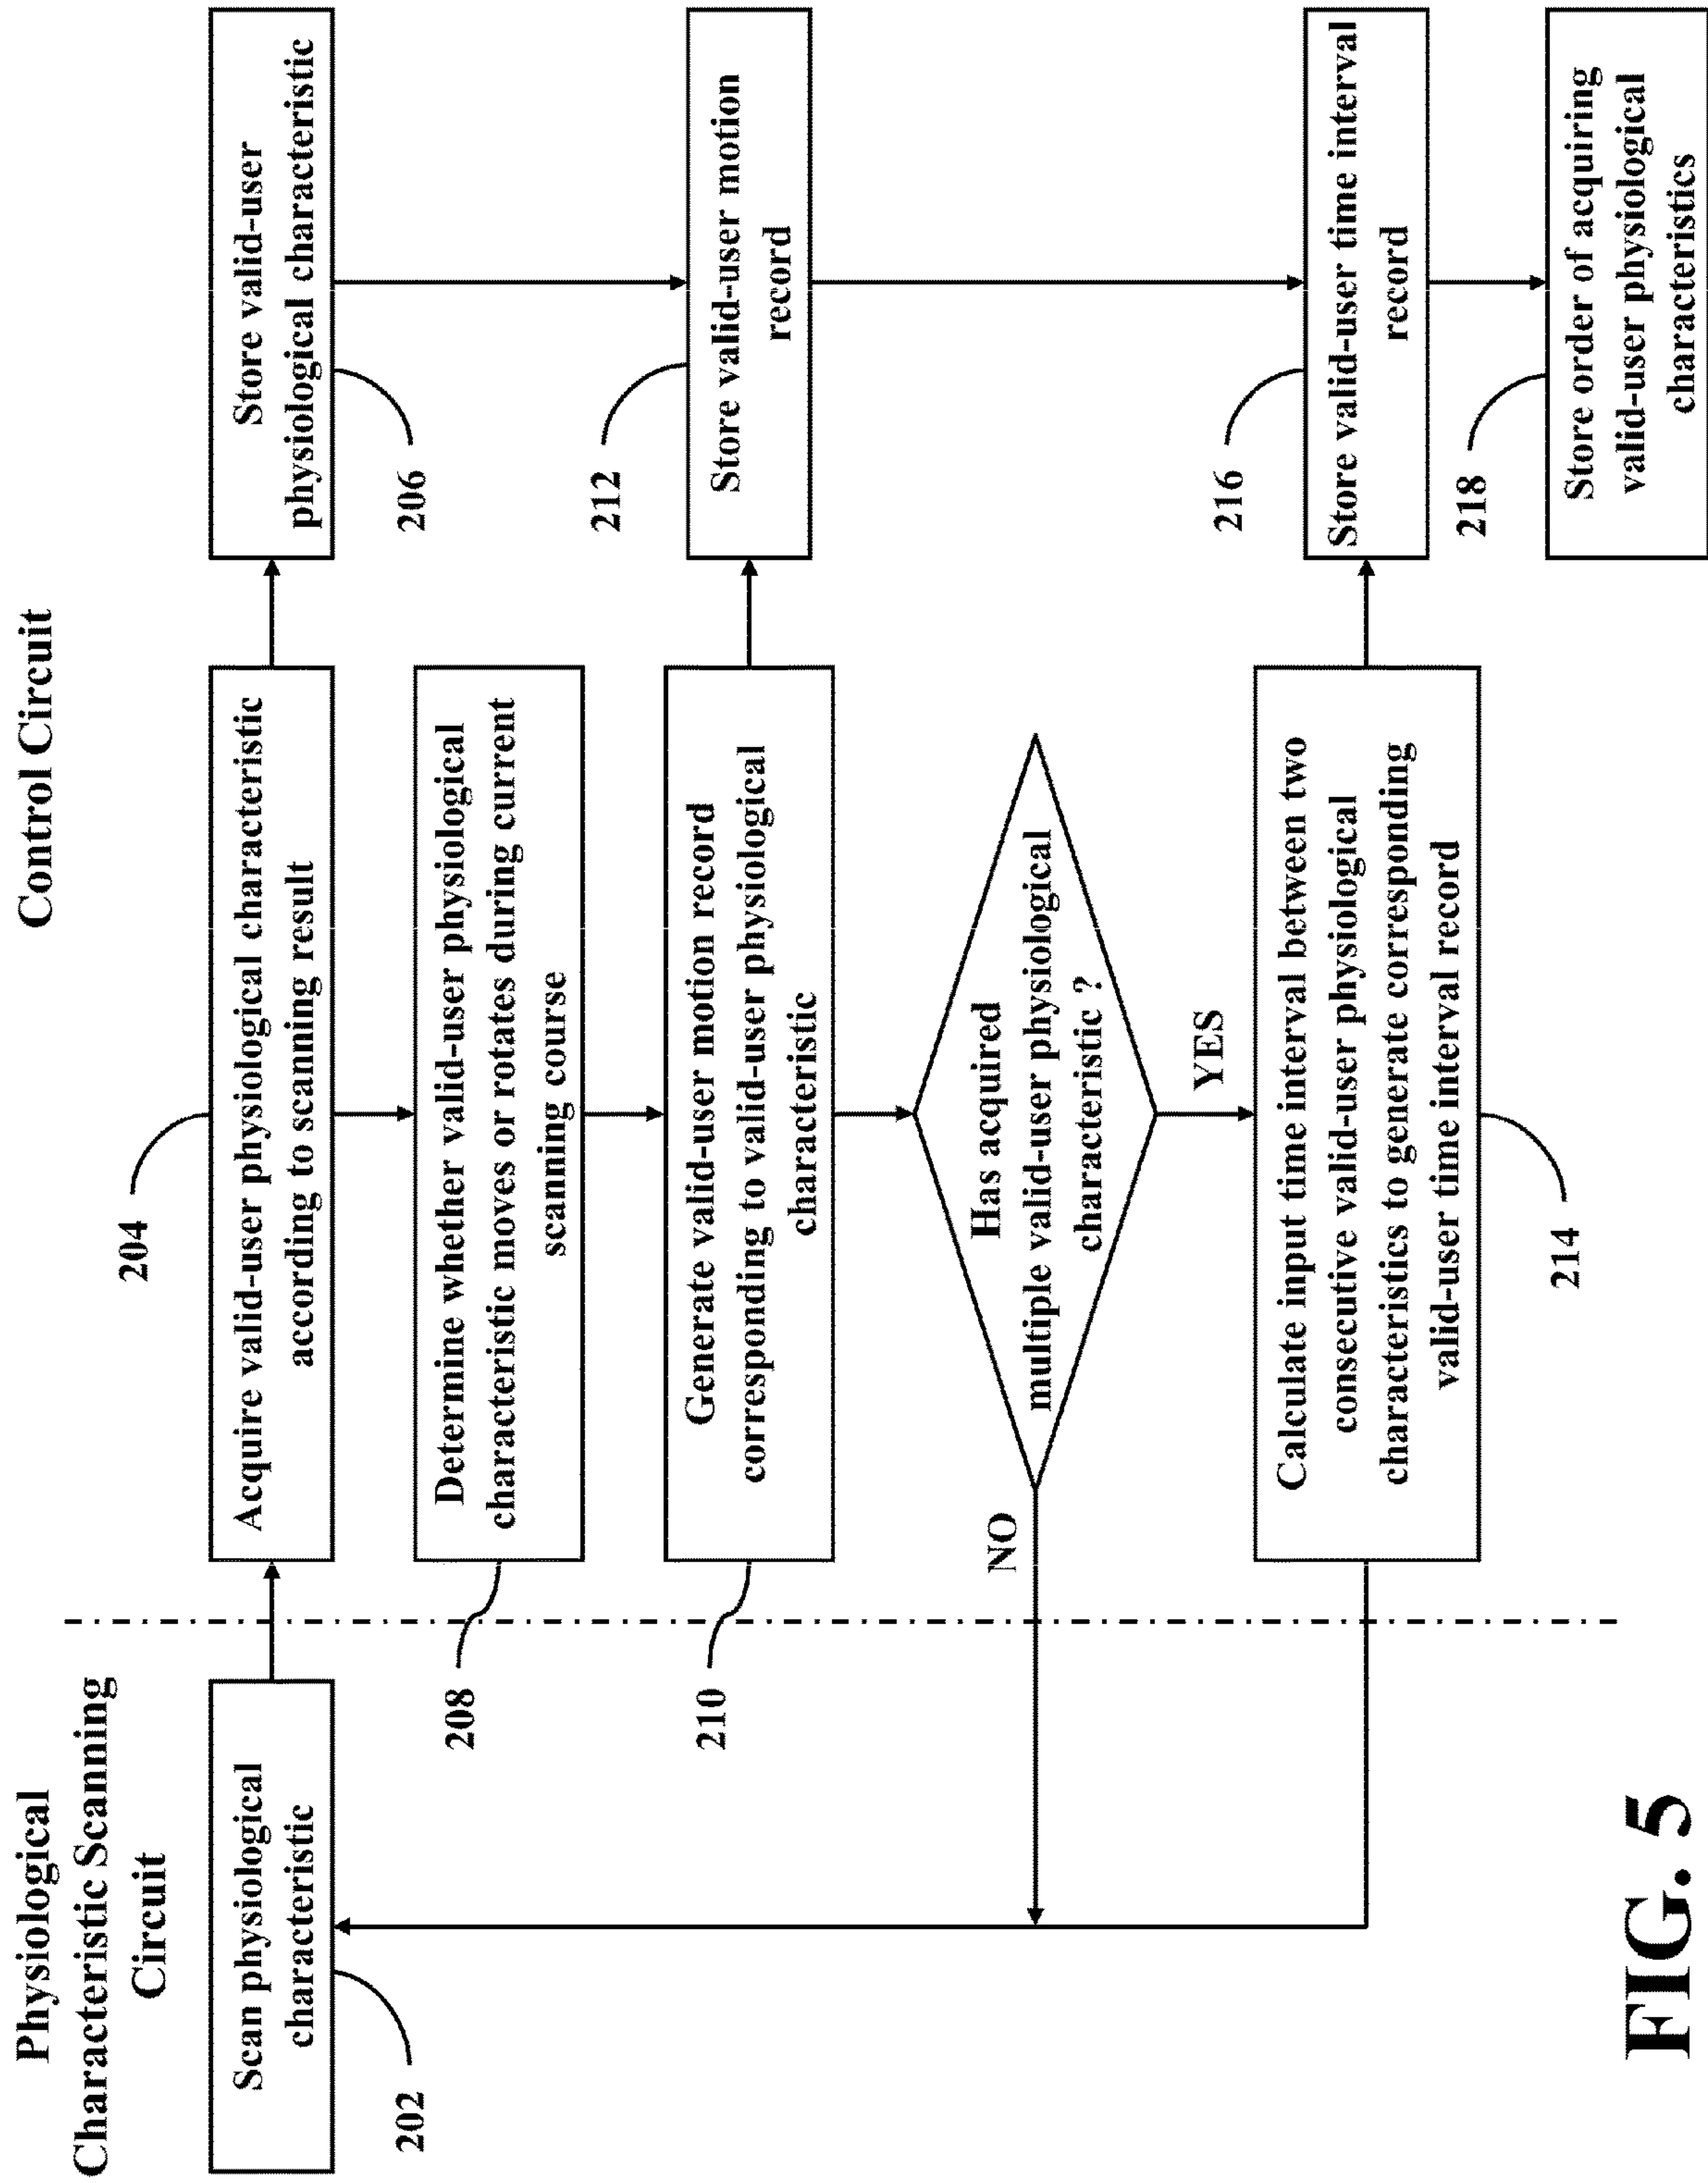 Physiological
Characteristic Scanning
Circuit
Control Circuit
Scan physiological
characteristic
202
204
Acquire valid-user physiological characteristic
according to scanning result
Store valid-user
physiological characteristic
206
Determine whether valid-user physiological
characteristic moves or rotates during current
scanning course
208
Generate valid-user motion record
corresponding to valid-user physiological
characteristic
210
212
Store valid-user motion
record
Has acquired
multiple valid-user physiological
characteristic ?
NO
YES
Calculate input time interval between two
consecutive valid-user physiological
characteristics to generate corresponding
valid-user time interval record
214
216
Store valid-user time interval
record
218
Store order of acquiring
valid-user physiological
characteristics
FIG. 5